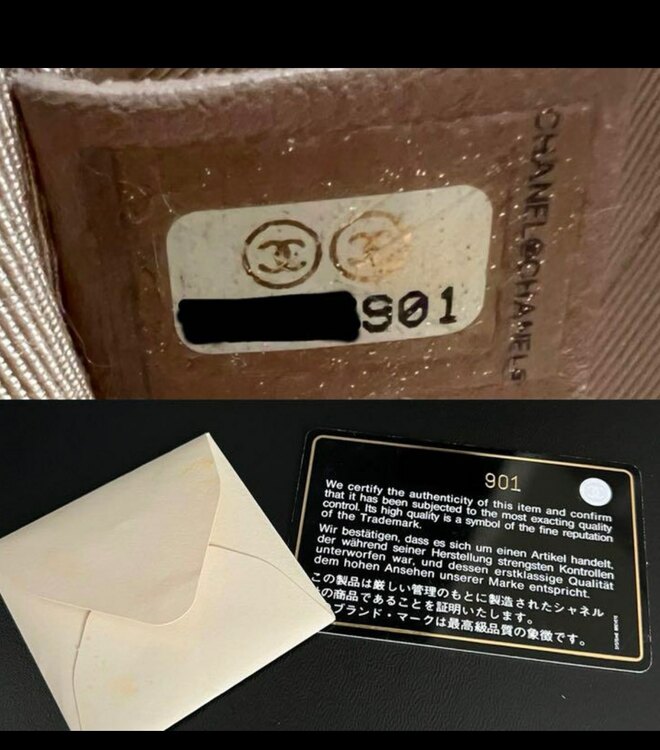 CHANEL®CHANEL®
901
901
We certify the authenticity of this item and confirm
that it has been subjected to the most exacting quality
control. Its high quality is a symbol of the fine reputation
of the Trademark.
Wir bestätigen, dass es sich um einen Artikel handelt,
der während seiner Herstellung strengsten Kontrollen
unterworfen war, und dessen erstklassige Qualität
dem hohen Ansehen unserer Marke entspricht.
この製品は厳しい管理のもとに製造されたシャネル
の商品であることを証明いたします。
ブランド・マークは最高級品質の象徴です。